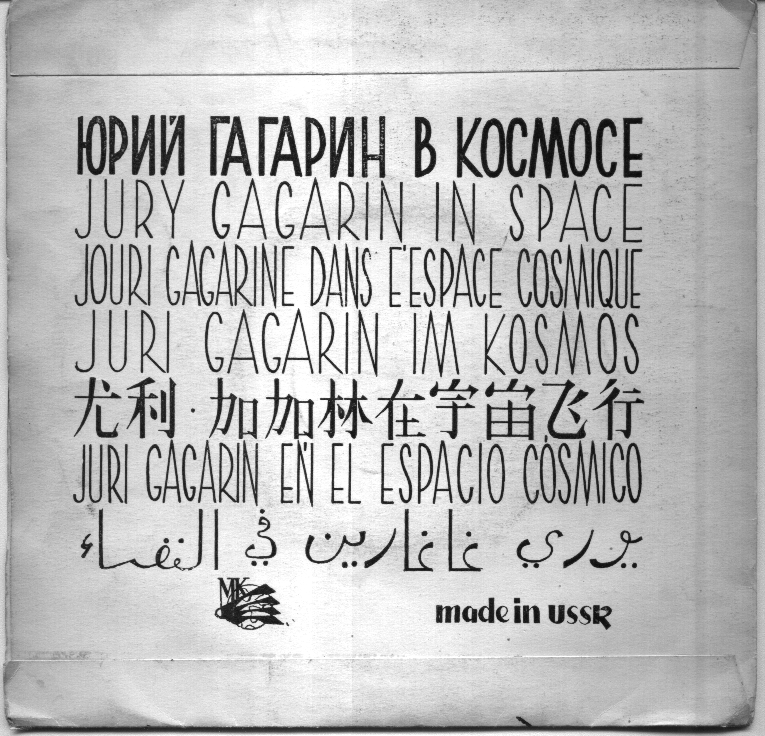 ЮРИЙ ГАГАРИН В КОСМОСЕ
JURY GAGARIN IN SPACE
JOURI GAGARINE DANS E'ESPACE COSMIQUE
JURI GAGARIN IM KOSMOS
尤利·加加林在宇宙飞行
JURI GAGARIN EN EL ESPACIO CÓSMICO
يوري غاغارين في الفضاء
MK
made in USSR